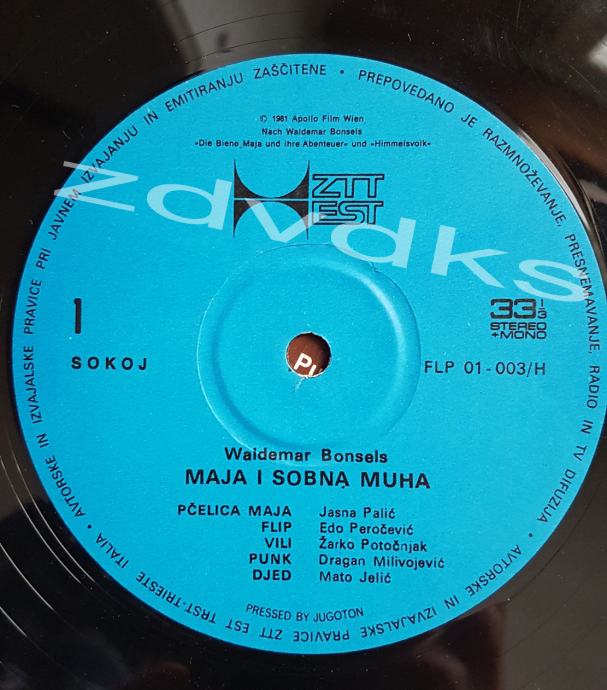 AVTORSKE IN IZVAJALSKE PRAVICE PRI JAVNEM IZVAJANJU IN EMITIRANJU ZAŠČITENE • PREPOVEDANO JE RAZMNOŽEVANJE, PRESNEMAVANJE, RADIO IN TV DIFUZIJA • AVTORSKE IN IZVAJALSKE PRAVICE ZTT EST TRST-TRIESTE ITALIA •
© 1981 Apollo Film Wien
Nach Waldemar Bonsels
»Die Biene Maja und ihre Abenteuer« und »Himmelsvolk«
ZTT
EST
zdvdks
1
33 1/3
STEREO
+MONO
SOKOJ
FLP 01-003/H
PU
Waldemar Bonsels
MAJA I SOBNA MUHA
PČELICA MAJA Jasna Palić
FLIP Edo Peročević
VILI Žarko Potočnjak
PUNK Dragan Milivojević
DJED Mato Jelić
PRESSED BY JUGOTON